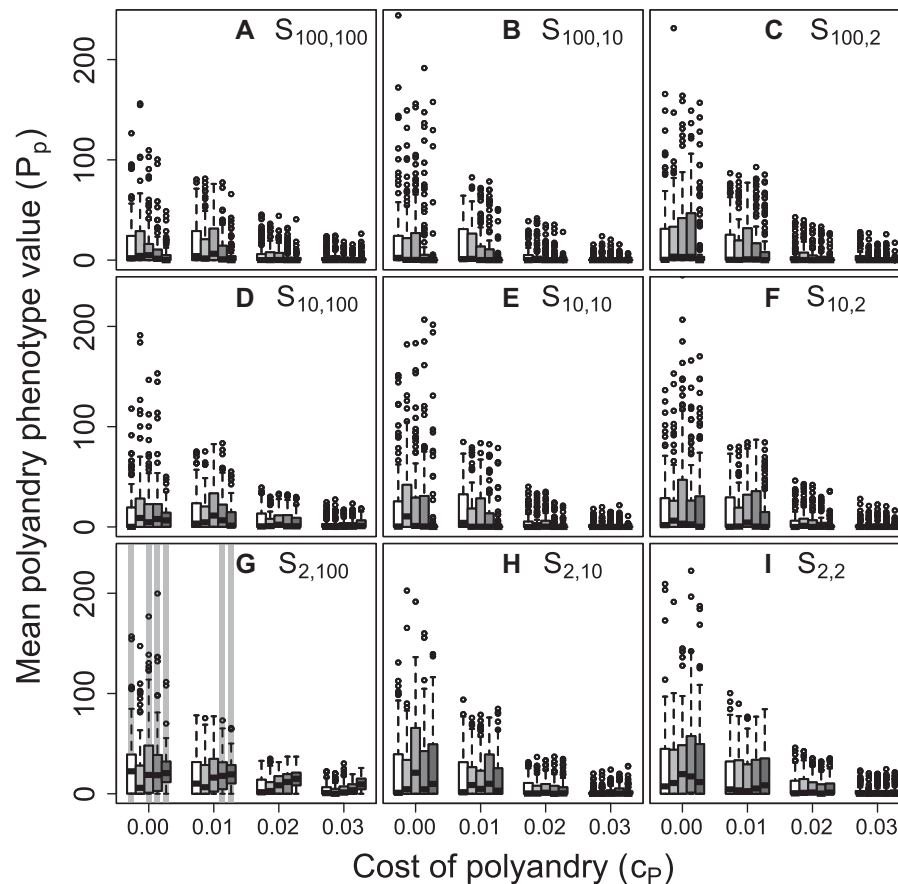 A S100,100
B S100,10
C S100,2
200
100
0
D S10,100
E S10,10
F S10,2
200
100
0
G S2,100
H S2,10
I S2,2
200
100
0
Mean polyandry phenotype value (Pp)
0.00 0.01 0.02 0.03 0.00 0.01 0.02 0.03 0.00 0.01 0.02 0.03
Cost of polyandry (cP)